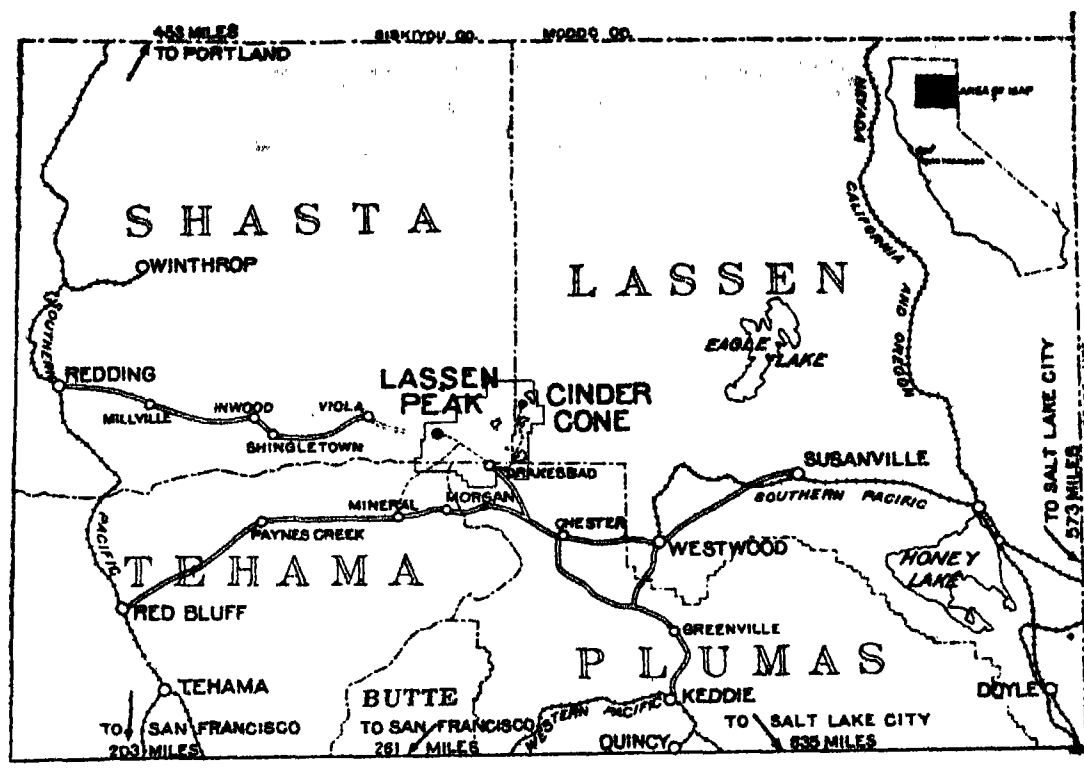 453 MILES
TO PORTLAND
SISKIYOU CO.
MODOC CO.
NEVADA
AREA OF MAP
CALIFORNIA
AND OREGON
SHASTA
WINTHROP
LASSEN
EAGLE
LAKE
SOUTHERN
REDDING
MILLVILLE
INWOOD
SHINGLETOWN
VIOLA
LASSEN
PEAK
CINDER
CONE
DRAKESBAD
TO SALT LAKE CITY
573 MILES
SUSANVILLE
SOUTHERN PACIFIC
MINERAL
MORGAN
PAYNES CREEK
CHESTER
WESTWOOD
PACIFIC
HONEY
LAKE
TEHAMA
RED BLUFF
GREENVILLE
PLUMAS
TEHAMA
BUTTE
KEDDIE
DOYLE
WESTERN PACIFIC
QUINCY
TO SAN FRANCISCO
203 MILES
TO SAN FRANCISCO
261 MILES
TO SALT LAKE CITY
635 MILES